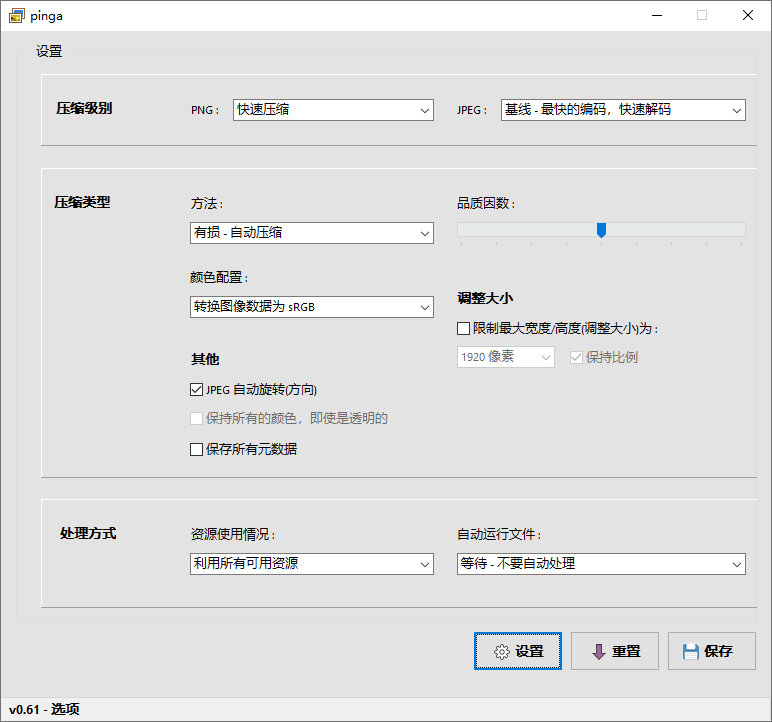 pinga
设置
压缩级别 PNG : 快速压缩 JPEG : 基线 - 最快的编码，快速解码
压缩类型 方法 : 品质因数 :
有损 - 自动压缩
颜色配置 :
转换图像数据为 sRGB
调整大小
限制最大宽度/高度(调整大小)为 :
1920 像素 保持比例
其他
JPEG 自动旋转(方向)
保持所有的颜色，即使是透明的
保存所有元数据
处理方式 资源使用情况 : 自动运行文件 :
利用所有可用资源 等待 - 不要自动处理
设置 重置 保存
v0.61 - 选项